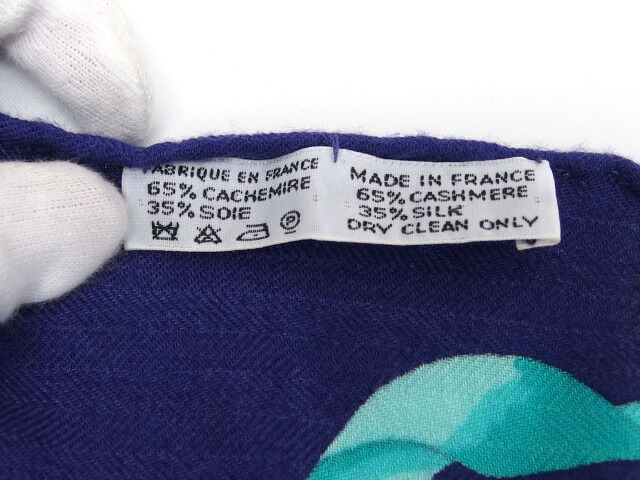 FABRIQUE EN FRANCE
65% CACHEMIRE
35% SOIE
P
MADE IN FRANCE
65% CASHMERE
35% SILK
DRY CLEAN ONLY